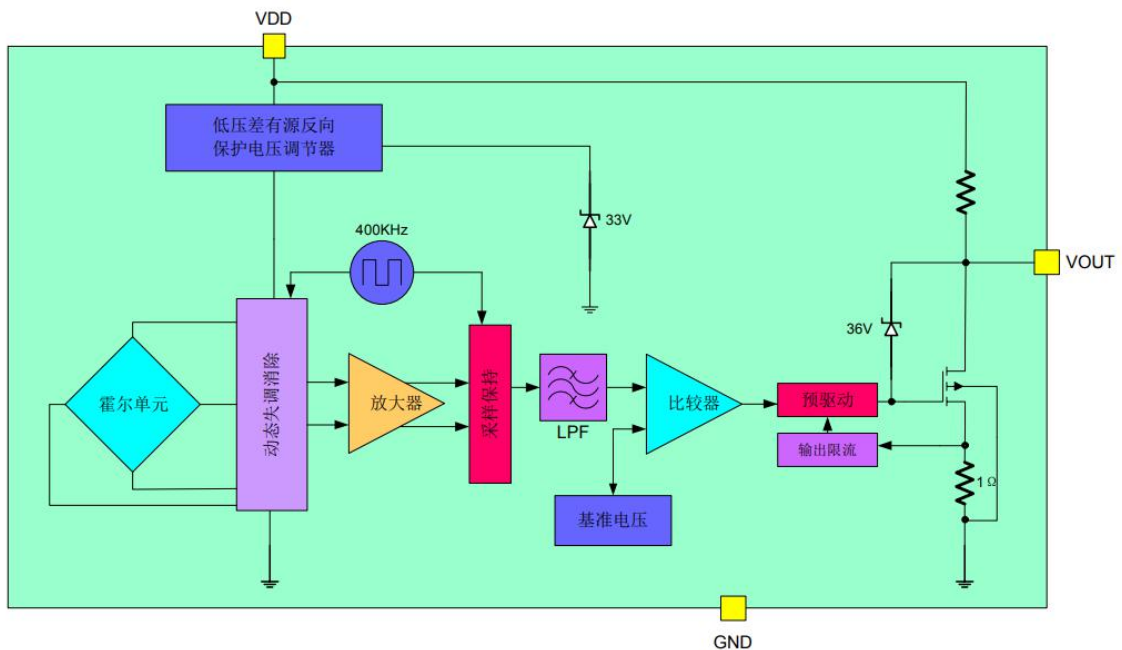 VDD
低压差有源反向
保护电压调节器
400KHz
33V
VOUT
36V
霍尔单元
动态失调消除
放大器
采样保持
LPF
比较器
预驱动
输出限流
1Ω
基准电压
GND